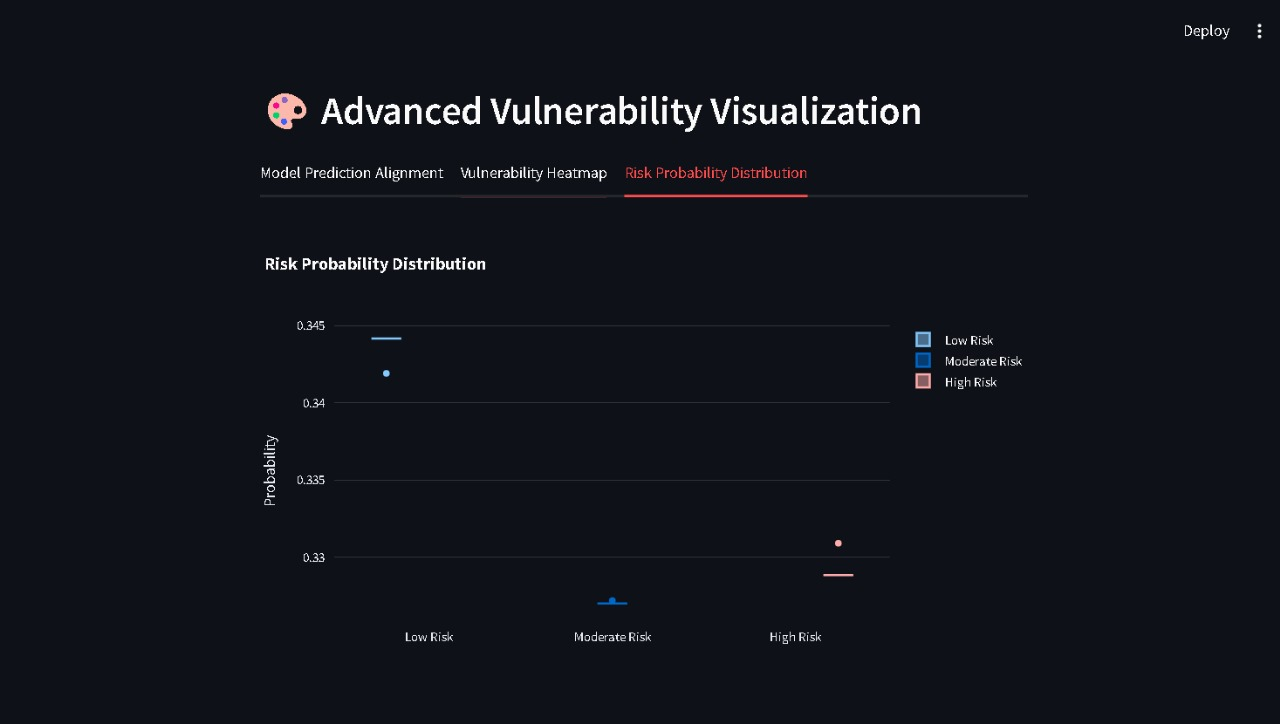 Deploy
Advanced Vulnerability Visualization
Model Prediction Alignment Vulnerability Heatmap Risk Probability Distribution
Risk Probability Distribution
0.345
0.34
0.335
0.33
Probability
Low Risk Moderate Risk High Risk
Low Risk
Moderate Risk
High Risk